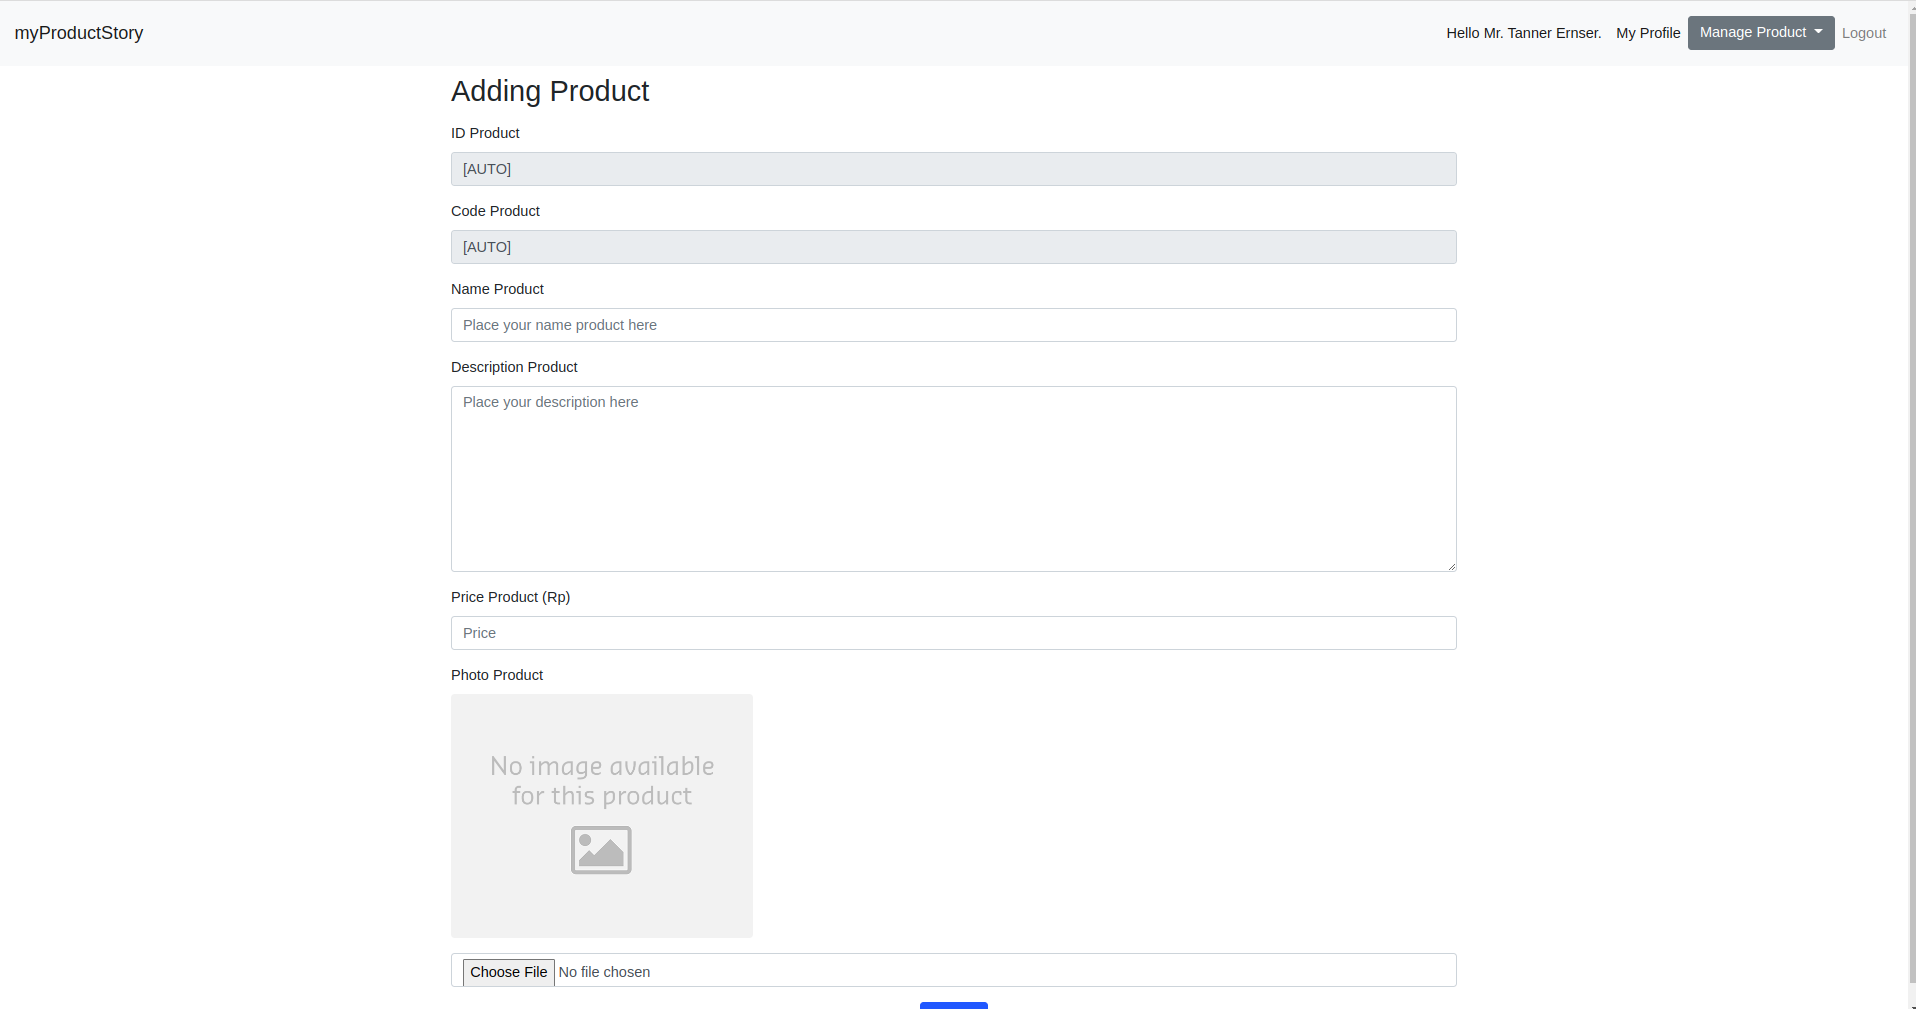 myProductStory
Hello Mr. Tanner Ernser. My Profile Manage Product Logout
Adding Product
ID Product
[AUTO]
Code Product
[AUTO]
Name Product
Place your name product here
Description Product
Place your description here
Price Product (Rp)
Price
Photo Product
No image available
for this product
Choose File No file chosen